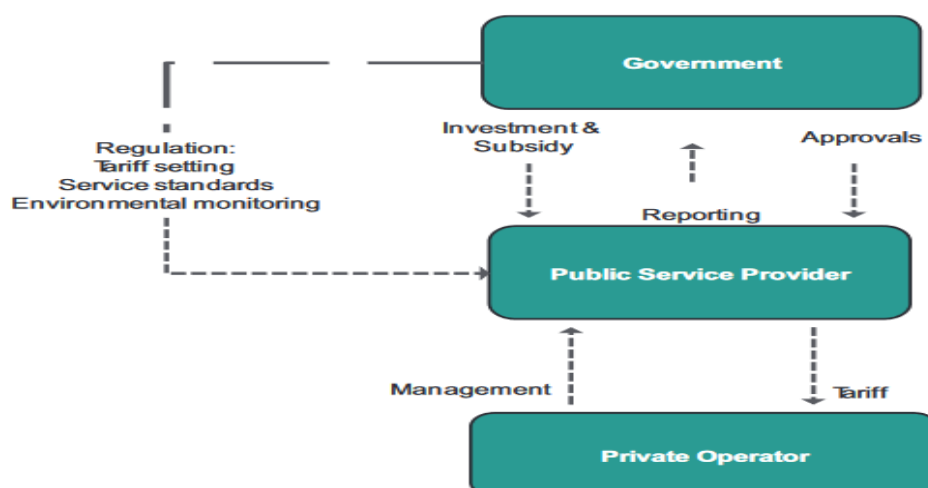 Government
Investment &
Subsidy
Approvals
Regulation:
Tariff setting
Service standards
Environmental monitoring
Reporting
Public Service Provider
Management
Tariff
Private Operator